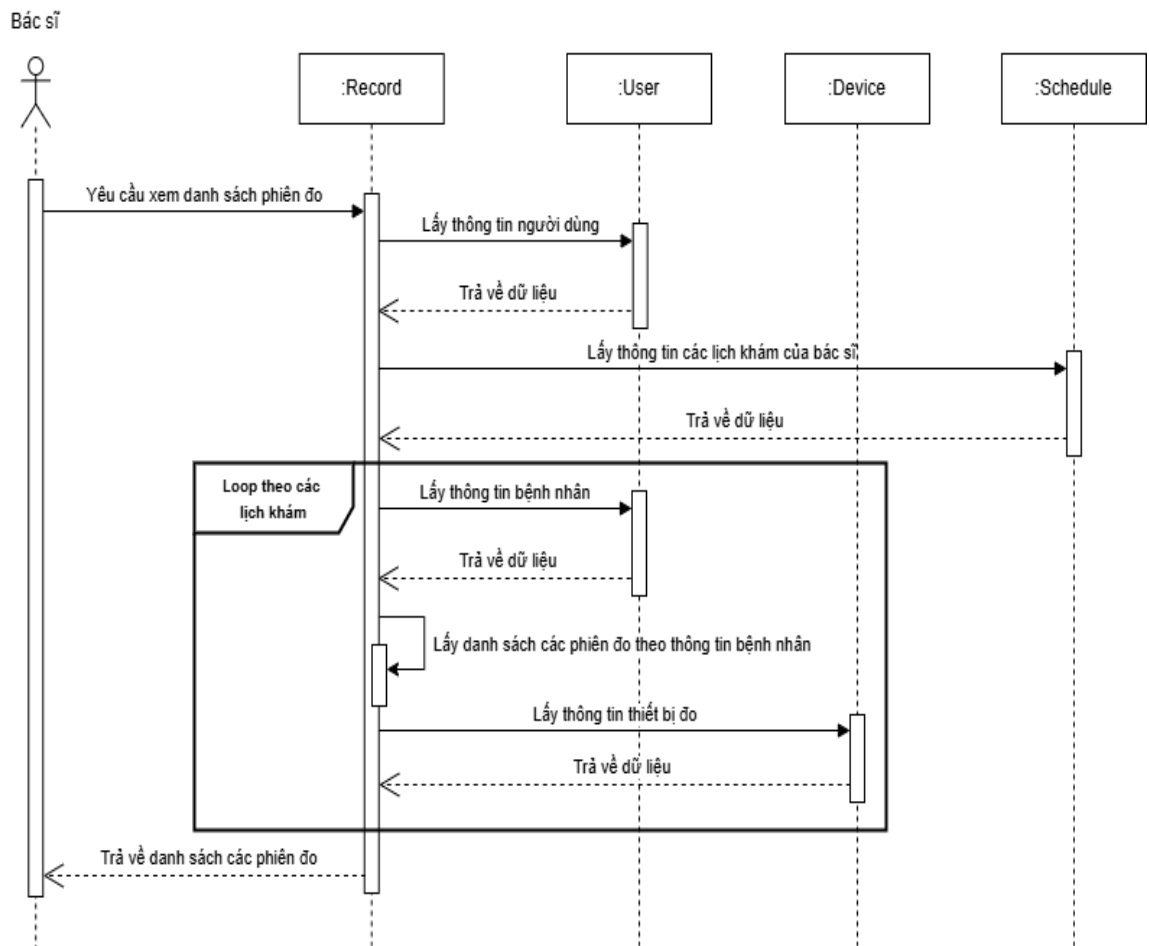 Bác sĩ
:Record
:User
:Device
:Schedule
Yêu cầu xem danh sách phiên đo
Lấy thông tin người dùng
Trả về dữ liệu
Lấy thông tin các lịch khám của bác sĩ
Trả về dữ liệu
Loop theo các
lịch khám
Lấy thông tin bệnh nhân
Trả về dữ liệu
Lấy danh sách các phiên đo theo thông tin bệnh nhân
Lấy thông tin thiết bị đo
Trả về dữ liệu
Trả về danh sách các phiên đo